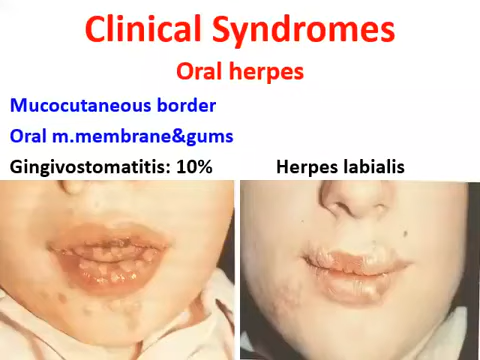 Clinical Syndromes
Oral herpes
Mucocutaneous border
Oral m.membrane&gums
Gingivostomatitis: 10% Herpes labialis